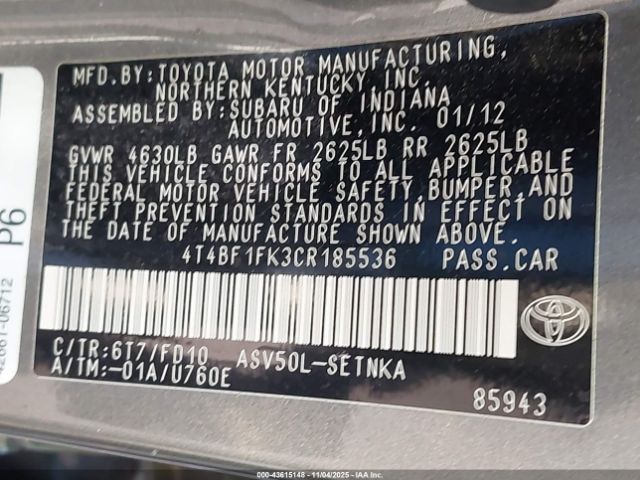 MFD.BY:TOYOTA MOTOR MANUFACTURING,
NORTHERN KENTUCKY,INC.
ASSEMBLED BY:SUBARU OF INDIANA
AUTOMOTIVE,INC. 01/12
GVWR 4630LB GAWR FR 2625LB RR 2625LB
THIS VEHICLE CONFORMS TO ALL APPLICABLE
FEDERAL MOTOR VEHICLE SAFETY,BUMPER,AND
THEFT PREVENTION STANDARDS IN EFFECT ON
THE DATE OF MANUFACTURE SHOWN ABOVE.
4T4BF1FK3CR185536 PASS.CAR
C/TR:6T7/FD10 ASV50L-SETNKA
A/TM:-01A/U760E
85943
P6
000-43615148 - 11/04/2025 - IAAI.COM